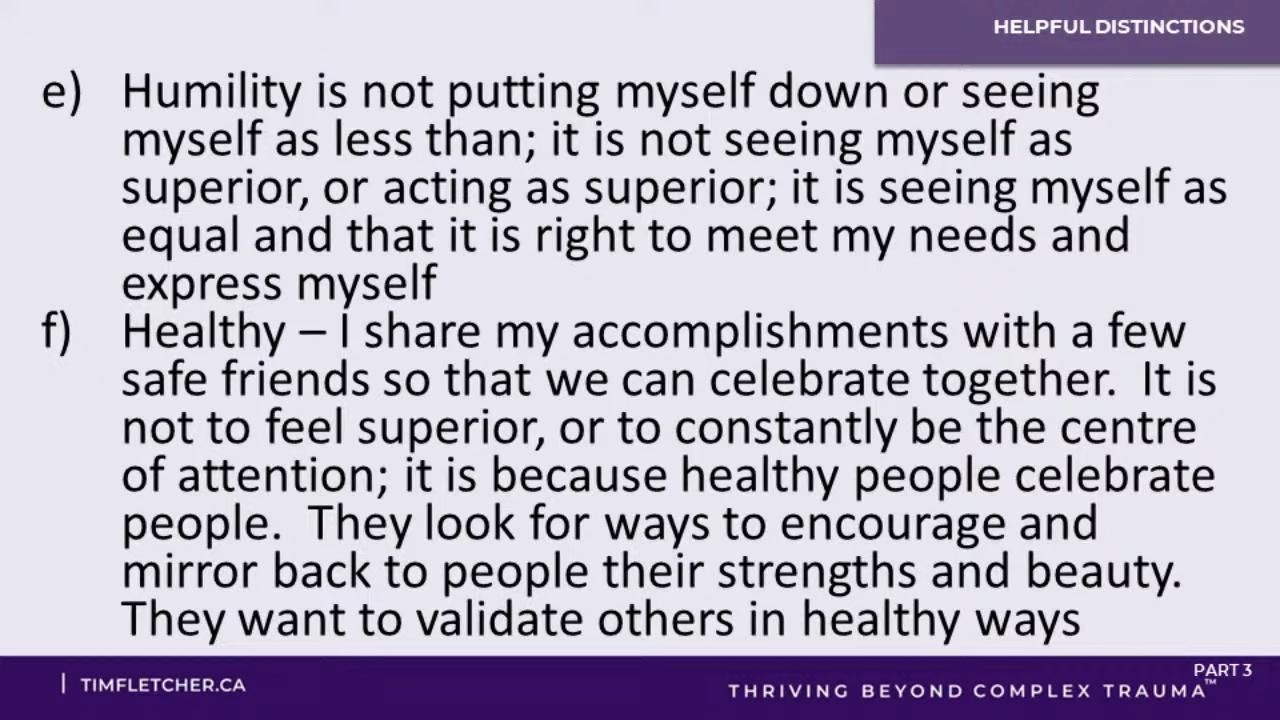 HELPFUL DISTINCTIONS
e) Humility is not putting myself down or seeing
myself as less than; it is not seeing myself as
superior, or acting as superior; it is seeing myself as
equal and that it is right to meet my needs and
express myself
f) Healthy – I share my accomplishments with a few
safe friends so that we can celebrate together.  It is
not to feel superior, or to constantly be the centre
of attention; it is because healthy people celebrate
people.  They look for ways to encourage and
mirror back to people their strengths and beauty.
They want to validate others in healthy ways
PART 3
| TIMFLETCHER.CA
THRIVING BEYOND COMPLEX TRAUMA™